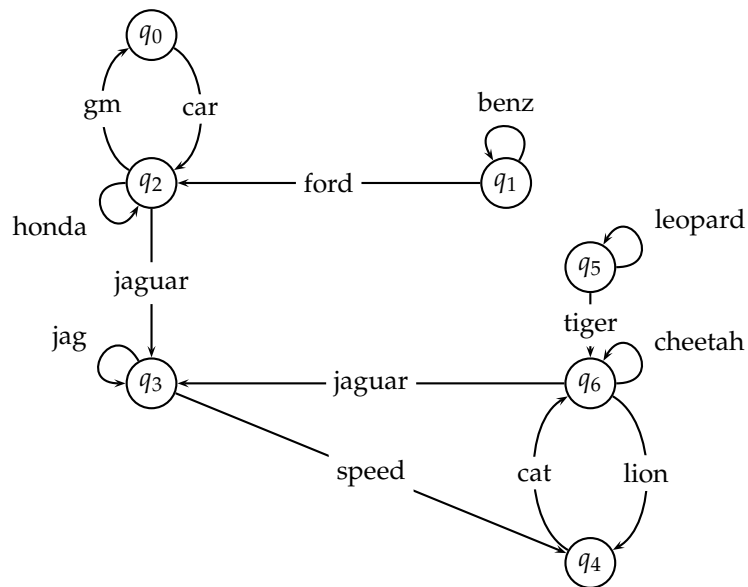 q0
gm
car
benz
q2
ford
q1
honda
leopard
q5
jaguar
tiger
jag
cheetah
q3
jaguar
q6
speed
cat
lion
q4